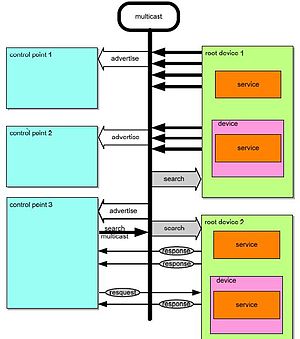 multicast
control point 1
advertise
root device 1
service
control point 2
advertise
device
service
search
control point 3
advertise
search
multicast
search
root device 2
service
response
response
device
resquest
service
response